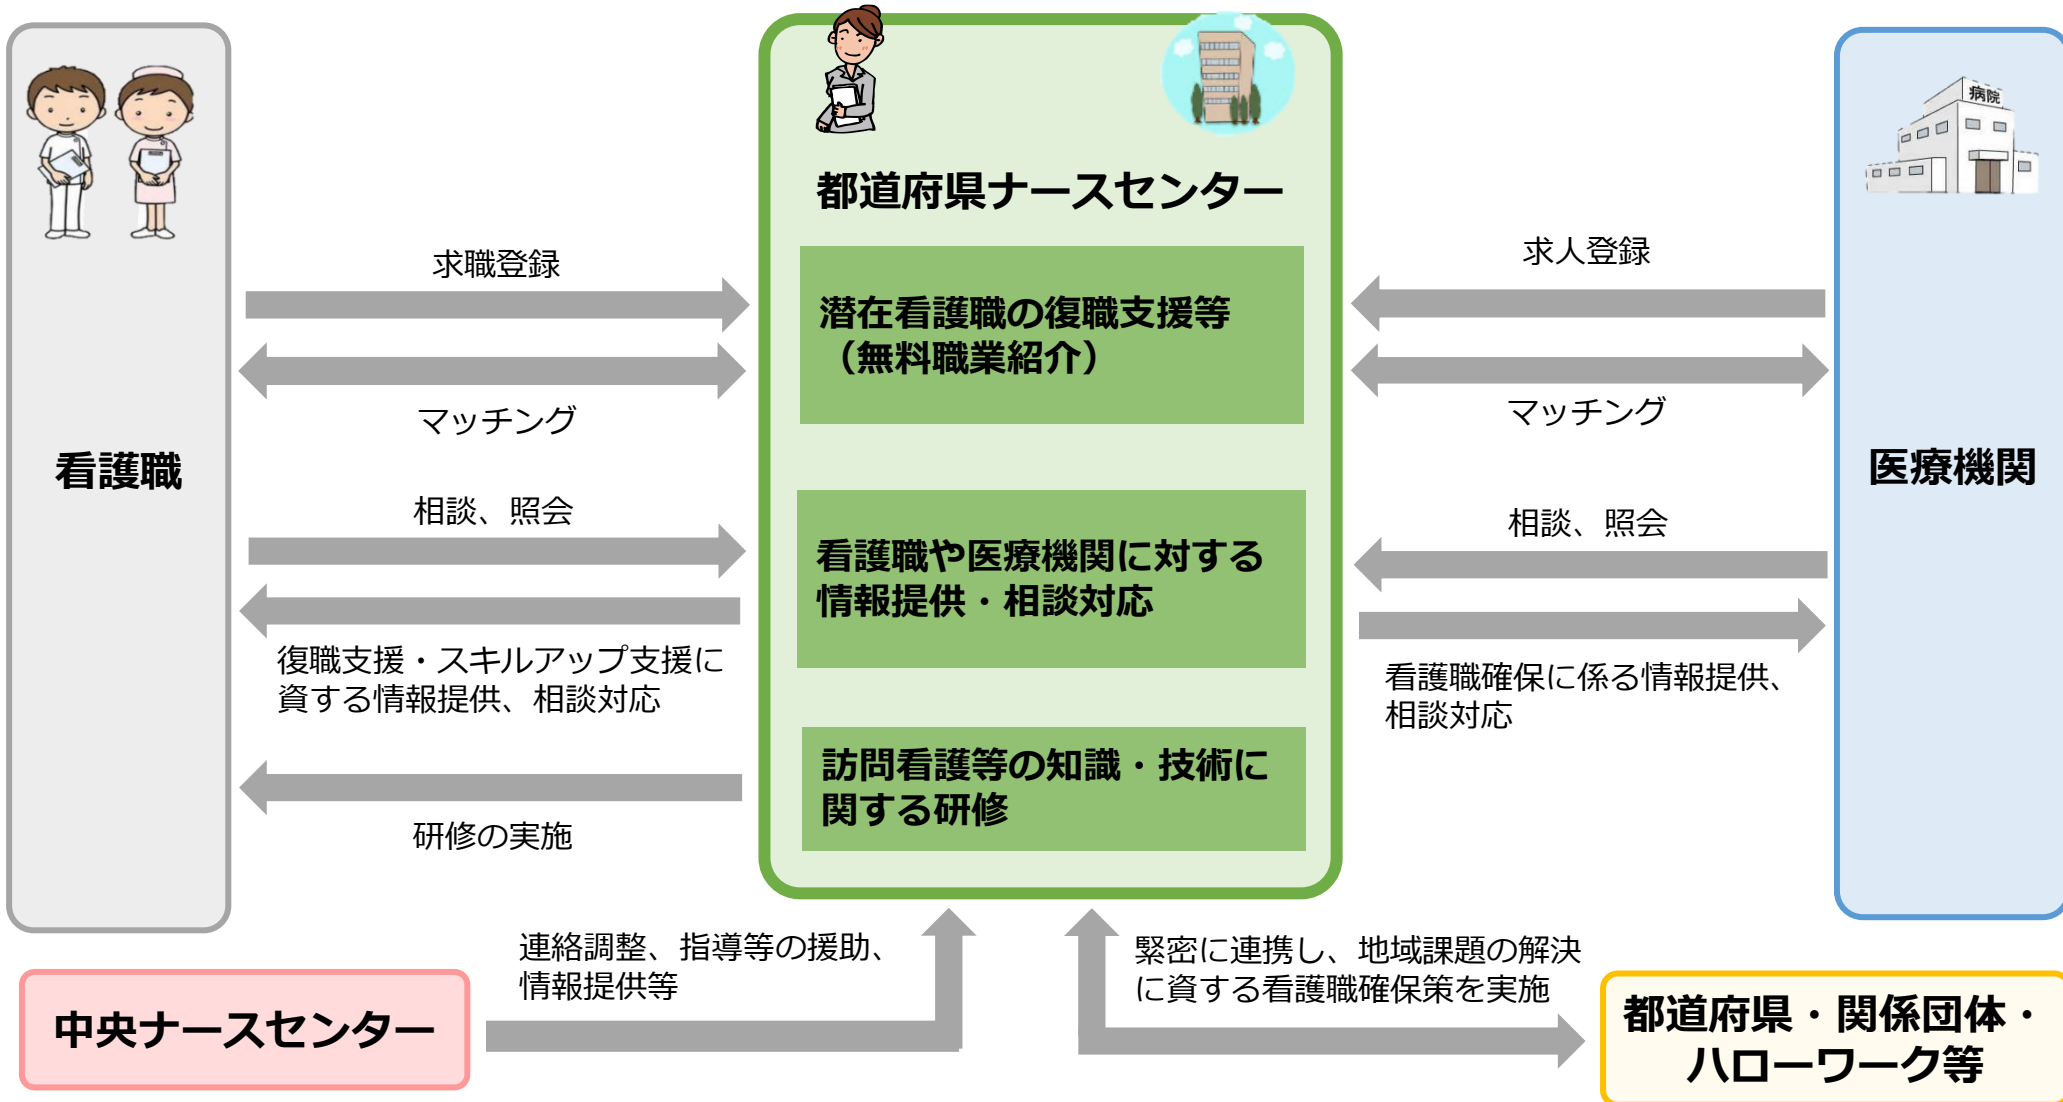 病院
都道府県ナースセンター
求職登録
マッチング
看護職
相談、照会
復職支援・スキルアップ支援に
資する情報提供、相談対応
研修の実施
潜在看護職の復職支援等
（無料職業紹介）
看護職や医療機関に対する
情報提供・相談対応
訪問看護等の知識・技術に
関する研修
求人登録
マッチング
医療機関
相談、照会
看護職確保に係る情報提供、
相談対応
連絡調整、指導等の援助、
情報提供等
緊密に連携し、地域課題の解決
に資する看護職確保策を実施
中央ナースセンター
都道府県・関係団体・
ハローワーク等